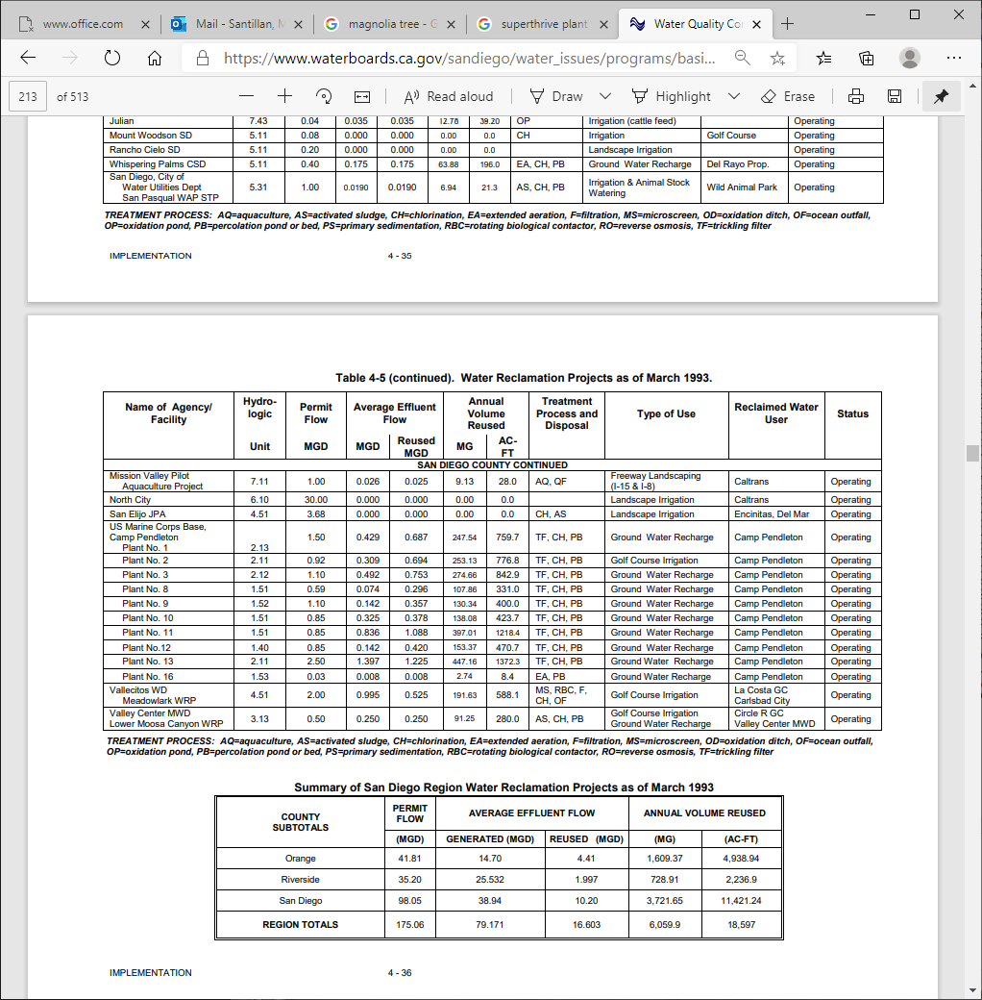 www.office.com
Mail - Santillan, M
magnolia tree - G
superthrive plant
Water Quality Con
https://www.waterboards.ca.gov/sandiego/water_issues/programs/basi...
213 of 513
Read aloud
Draw
Highlight
Erase
Julian 7.43 0.04 0.035 0.035 12.78 39.20 OP Irrigation (cattle feed) Operating
Mount Woodson SD 5.11 0.08 0.000 0.000 0.00 0.0 CH Irrigation Golf Course Operating
Rancho Cielo SD 5.11 0.20 0.000 0.000 0.00 0.0 Landscape Irrigation Operating
Whispering Palms CSD 5.11 0.40 0.175 0.175 63.88 196.0 EA, CH, PB Ground Water Recharge Del Rayo Prop. Operating
San Diego, City of
Water Utilities Dept 5.31 1.00 0.0190 0.0190 6.94 21.3 AS, CH, PB Irrigation & Animal Stock Wild Animal Park Operating
San Pasqual WAP STP Watering
TREATMENT PROCESS: AQ=aquaculture, AS=activated sludge, CH=chlorination, EA=extended aeration, F=filtration, MS=microscreen, OD=oxidation ditch, OF=ocean outfall,
OP=oxidation pond, PB=percolation pond or bed, PS=primary sedimentation, RBC=rotating biological contactor, RO=reverse osmosis, TF=trickling filter
IMPLEMENTATION 4 - 35
Table 4-5 (continued). Water Reclamation Projects as of March 1993.
Name of Agency/ Hydro- Permit Average Effluent Annual Treatment Type of Use Reclaimed Water Status
Facility logic Flow Flow Volume Process and User
Reused Disposal
Unit MGD MGD Reused MG AC-
MGD FT
SAN DIEGO COUNTY CONTINUED
Mission Valley Pilot 7.11 1.00 0.026 0.025 9.13 28.0 AQ, QF Freeway Landscaping Caltrans Operating
Aquaculture Project (I-15 & I-8)
North City 6.10 30.00 0.000 0.000 0.00 0.0 Landscape Irrigation Caltrans Operating
San Elijo JPA 4.51 3.68 0.000 0.000 0.00 0.0 CH, AS Landscape Irrigation Encinitas, Del Mar Operating
US Marine Corps Base,
Camp Pendleton 1.50 0.429 0.687 247.54 759.7 TF, CH, PB Ground Water Recharge Camp Pendleton Operating
Plant No. 1 2.13
Plant No. 2 2.11 0.92 0.309 0.694 253.13 776.8 TF, CH, PB Golf Course Irrigation Camp Pendleton Operating
Plant No. 3 2.12 1.10 0.492 0.753 274.66 842.9 TF, CH, PB Ground Water Recharge Camp Pendleton Operating
Plant No. 8 1.51 0.59 0.074 0.296 107.86 331.0 TF, CH, PB Ground Water Recharge Camp Pendleton Operating
Plant No. 9 1.52 1.10 0.142 0.357 130.34 400.0 TF, CH, PB Ground Water Recharge Camp Pendleton Operating
Plant No. 10 1.51 0.85 0.325 0.378 138.08 423.7 TF, CH, PB Ground Water Recharge Camp Pendleton Operating
Plant No. 11 1.51 0.85 0.836 1.088 397.01 1218.4 TF, CH, PB Ground Water Recharge Camp Pendleton Operating
Plant No.12 1.40 0.85 0.142 0.420 153.37 470.7 TF, CH, PB Ground Water Recharge Camp Pendleton Operating
Plant No. 13 2.11 2.50 1.397 1.225 447.16 1372.3 TF, CH, PB Ground Water Recharge Camp Pendleton Operating
Plant No. 16 1.53 0.03 0.008 0.008 2.74 8.4 EA, PB Ground Water Recharge Camp Pendleton Operating
Vallecitos WD 4.51 2.00 0.995 0.525 191.63 588.1 MS, RBC, F, Golf Course Irrigation La Costa GC Operating
Meadowlark WRP CH, OF Carlsbad City
Valley Center MWD 3.13 0.50 0.250 0.250 91.25 280.0 AS, CH, PB Golf Course Irrigation Circle R GC Operating
Lower Moosa Canyon WRP Ground Water Recharge Valley Center MWD
TREATMENT PROCESS: AQ=aquaculture, AS=activated sludge, CH=chlorination, EA=extended aeration, F=filtration, MS=microscreen, OD=oxidation ditch, OF=ocean outfall,
OP=oxidation pond, PB=percolation pond or bed, PS=primary sedimentation, RBC=rotating biological contactor, RO=reverse osmosis, TF=trickling filter
Summary of San Diego Region Water Reclamation Projects as of March 1993
COUNTY PERMIT AVERAGE EFFLUENT FLOW ANNUAL VOLUME REUSED
SUBTOTALS FLOW
(MGD) GENERATED (MGD) REUSED (MGD) (MG) (AC-FT)
Orange 41.81 14.70 4.41 1,609.37 4,938.94
Riverside 35.20 25.532 1.997 728.91 2,236.9
San Diego 98.05 38.94 10.20 3,721.65 11,421.24
REGION TOTALS 175.06 79.171 16.603 6,059.9 18,597
IMPLEMENTATION 4 - 36